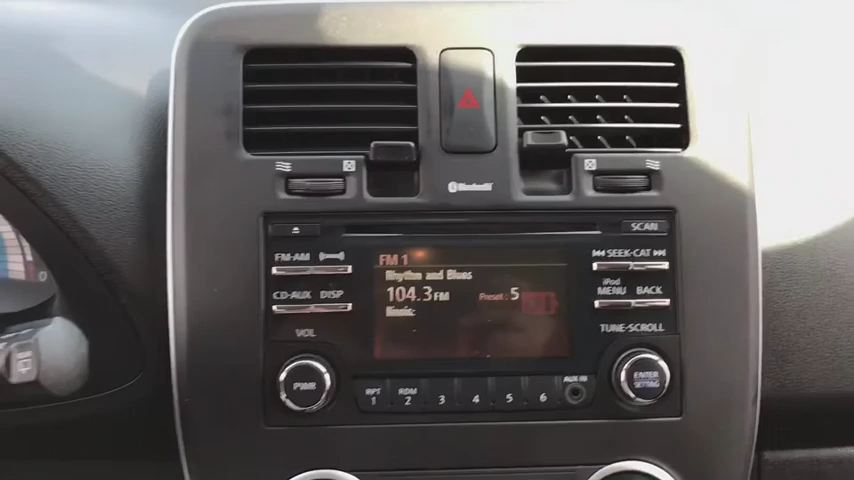 Bluetooth
SCAN
FM·AM
SEEK·CAT
CD·AUX DISP
iPod
MENU BACK
VOL
TUNE·SCROLL
FM 1
Rhythm and Blues
104.3 FM Preset : 5
PWR
ENTER
SETTING
RPT RDM AUX IN
1 2 3 4 5 6